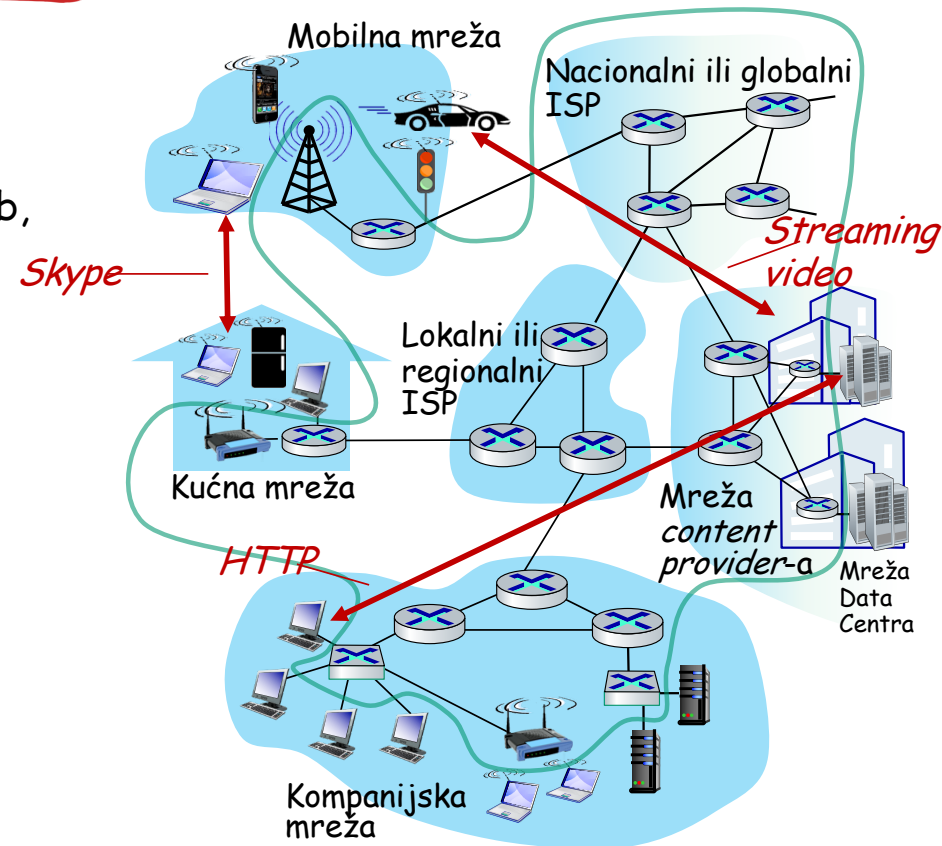 Mobilna mreža
Nacionalni ili globalni
ISP
b,
Skype
Streaming
video
Lokalni ili
regionalni
ISP
Kućna mreža
Mreža
content
provider-a
Mreža
Data
Centra
HTTP
Kompanijska
mreža